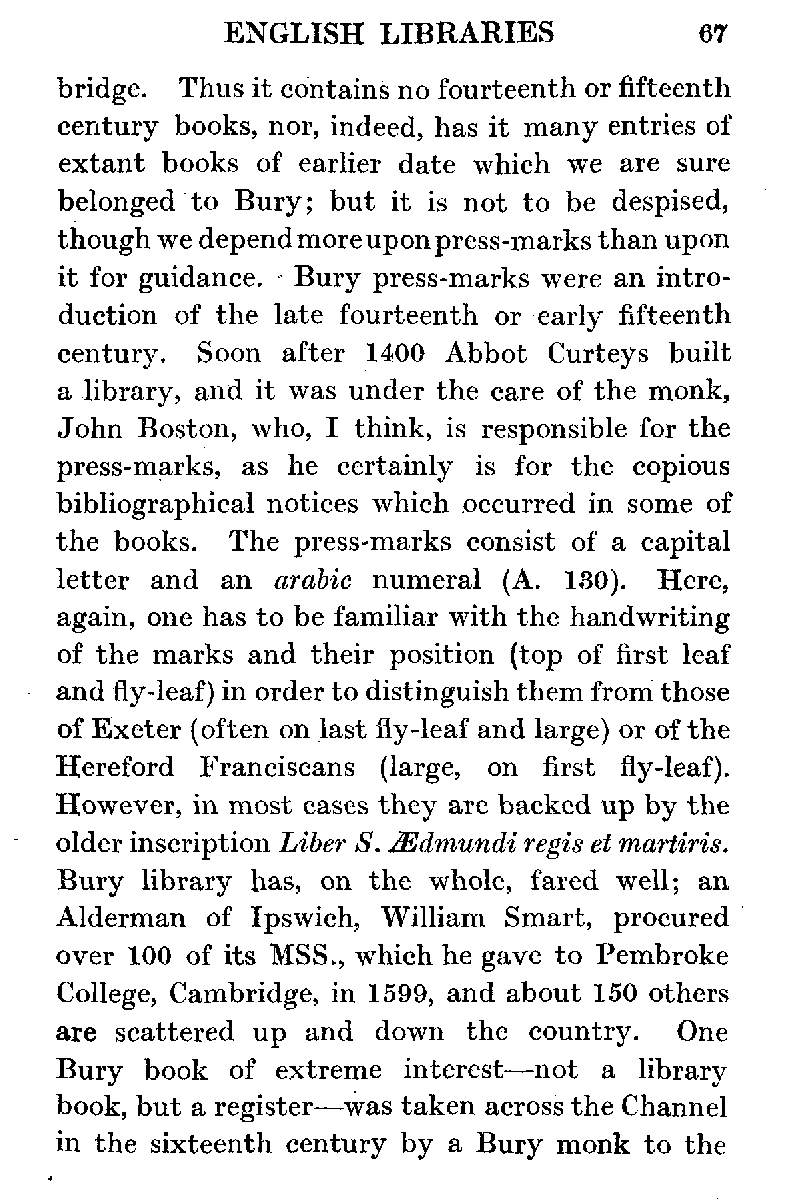 ENGLISH LIBRARIES 67
bridge. Thus it contains no fourteenth or fifteenth
century books, nor, indeed, has it many entries of
extant books of earlier date which we are sure
belonged to Bury; but it is not to be despised,
though we depend more upon press-marks than upon
it for guidance. Bury press-marks were an intro-
duction of the late fourteenth or early fifteenth
century. Soon after 1400 Abbot Curteys built
a library, and it was under the care of the monk,
John Boston, who, I think, is responsible for the
press-marks, as he certainly is for the copious
bibliographical notices which occurred in some of
the books. The press-marks consist of a capital
letter and an arabic numeral (A. 130). Here,
again, one has to be familiar with the handwriting
of the marks and their position (top of first leaf
and fly-leaf) in order to distinguish them from those
of Exeter (often on last fly-leaf and large) or of the
Hereford Franciscans (large, on first fly-leaf).
However, in most cases they are backed up by the
older inscription Liber S. Ædmundi regis et martiris.
Bury library has, on the whole, fared well; an
Alderman of Ipswich, William Smart, procured
over 100 of its MSS., which he gave to Pembroke
College, Cambridge, in 1599, and about 150 others
are scattered up and down the country. One
Bury book of extreme interest—not a library
book, but a register—was taken across the Channel
in the sixteenth century by a Bury monk to the